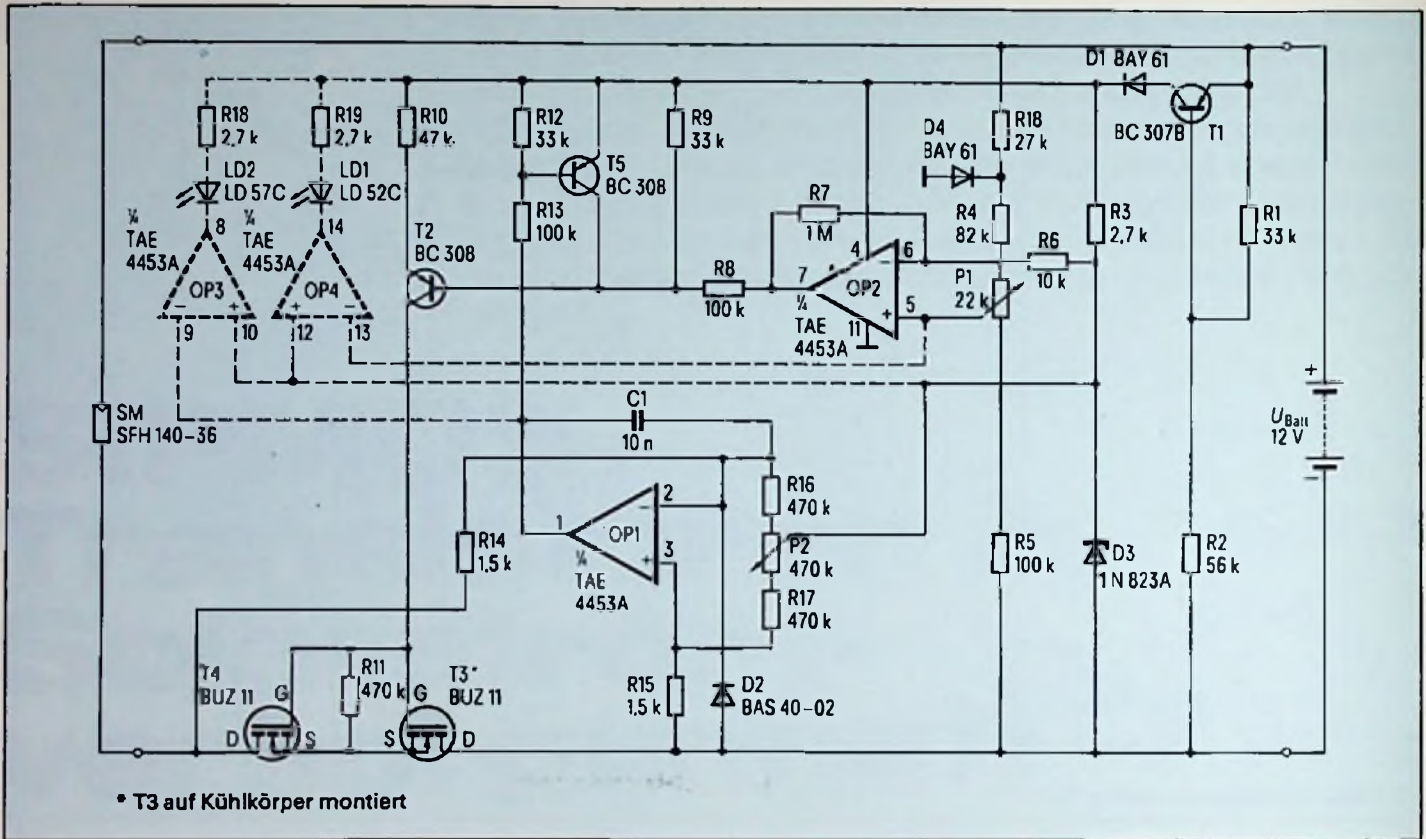 D1 BAY 61
BC 307B
T1
R18
2,7 k
R19
2,7 k
R10
47 k
R12
33 k
T5
BC 308
R9
33 k
D4
BAY 61
R18
27 k
R4
82 k
R3
2,7 k
R1
33 k
LD2
LD 57C
LD1
LD 52C
¼
TAE
4453A
8
OP3
−
+
9
10
¼
TAE
4453A
14
OP4
+
−
12
13
T2
BC 308
R13
100 k
R8
100 k
R7
1 M
7
4
6
−
OP2
5
+
11
¼
TAE
4453A
R6
10 k
P1
22 k
SM
SFH 140-36
C1
10 n
R16
470 k
P2
470 k
R17
470 k
1
2
−
OP1
3
+
¼
TAE
4453A
R14
1,5 k
R5
100 k
D3
1 N 823A
R2
56 k
+
U Batt
12 V
−
T4
BUZ 11
G
D
S
R11
470 k
T3*
BUZ 11
G
S
D
R15
1,5 k
D2
BAS 40-02
* T3 auf Kühlkörper montiert